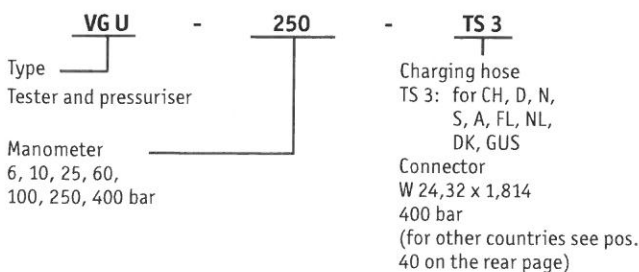 VG U - 250 - TS 3
Type
Tester and pressuriser
Manometer
6, 10, 25, 60,
100, 250, 400 bar
Charging hose
TS 3: for CH, D, N,
S, A, FL, NL,
DK, GUS
Connector
W 24,32 x 1,814
400 bar
(for other countries see pos.
40 on the rear page)